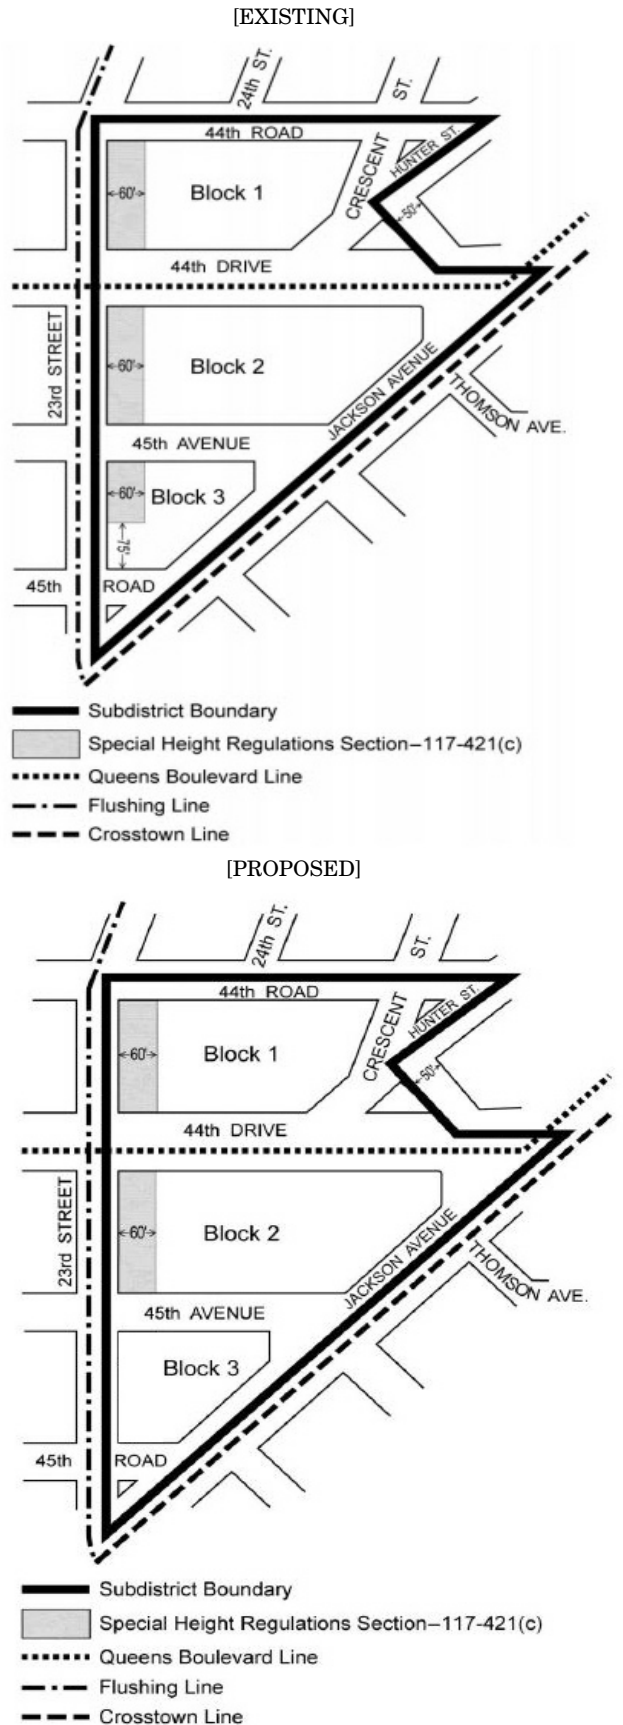 [EXISTING]
24th ST.
ST.
44th ROAD
HUNTER ST.
CRESCENT
60'
Block 1
50'
44th DRIVE
23rd STREET
60'
Block 2
JACKSON AVENUE
THOMSON AVE.
45th AVENUE
60'
Block 3
75'
45th ROAD
Subdistrict Boundary
Special Height Regulations Section–117-421(c)
Queens Boulevard Line
Flushing Line
Crosstown Line
[PROPOSED]
24th ST.
ST.
44th ROAD
HUNTER ST.
CRESCENT
60'
Block 1
50'
44th DRIVE
23rd STREET
60'
Block 2
JACKSON AVENUE
THOMSON AVE.
45th AVENUE
Block 3
45th ROAD
Subdistrict Boundary
Special Height Regulations Section–117-421(c)
Queens Boulevard Line
Flushing Line
Crosstown Line